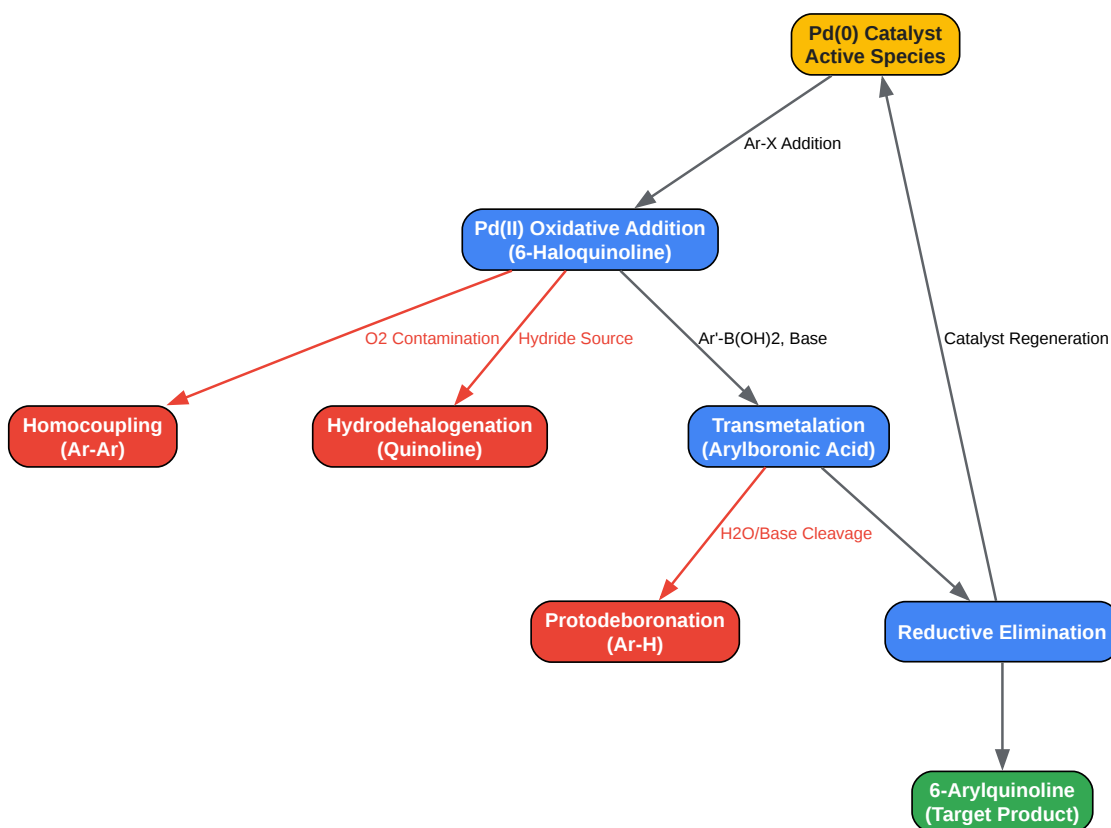 Pd(0) Catalyst
Active Species
Ar-X Addition
Pd(II) Oxidative Addition
(6-Haloquinoline)
O2 Contamination
Hydride Source
Ar'-B(OH)2, Base
Catalyst Regeneration
Homocoupling
(Ar-Ar)
Hydrodehalogenation
(Quinoline)
Transmetalation
(Arylboronic Acid)
H2O/Base Cleavage
Protodeboronation
(Ar-H)
Reductive Elimination
6-Arylquinoline
(Target Product)